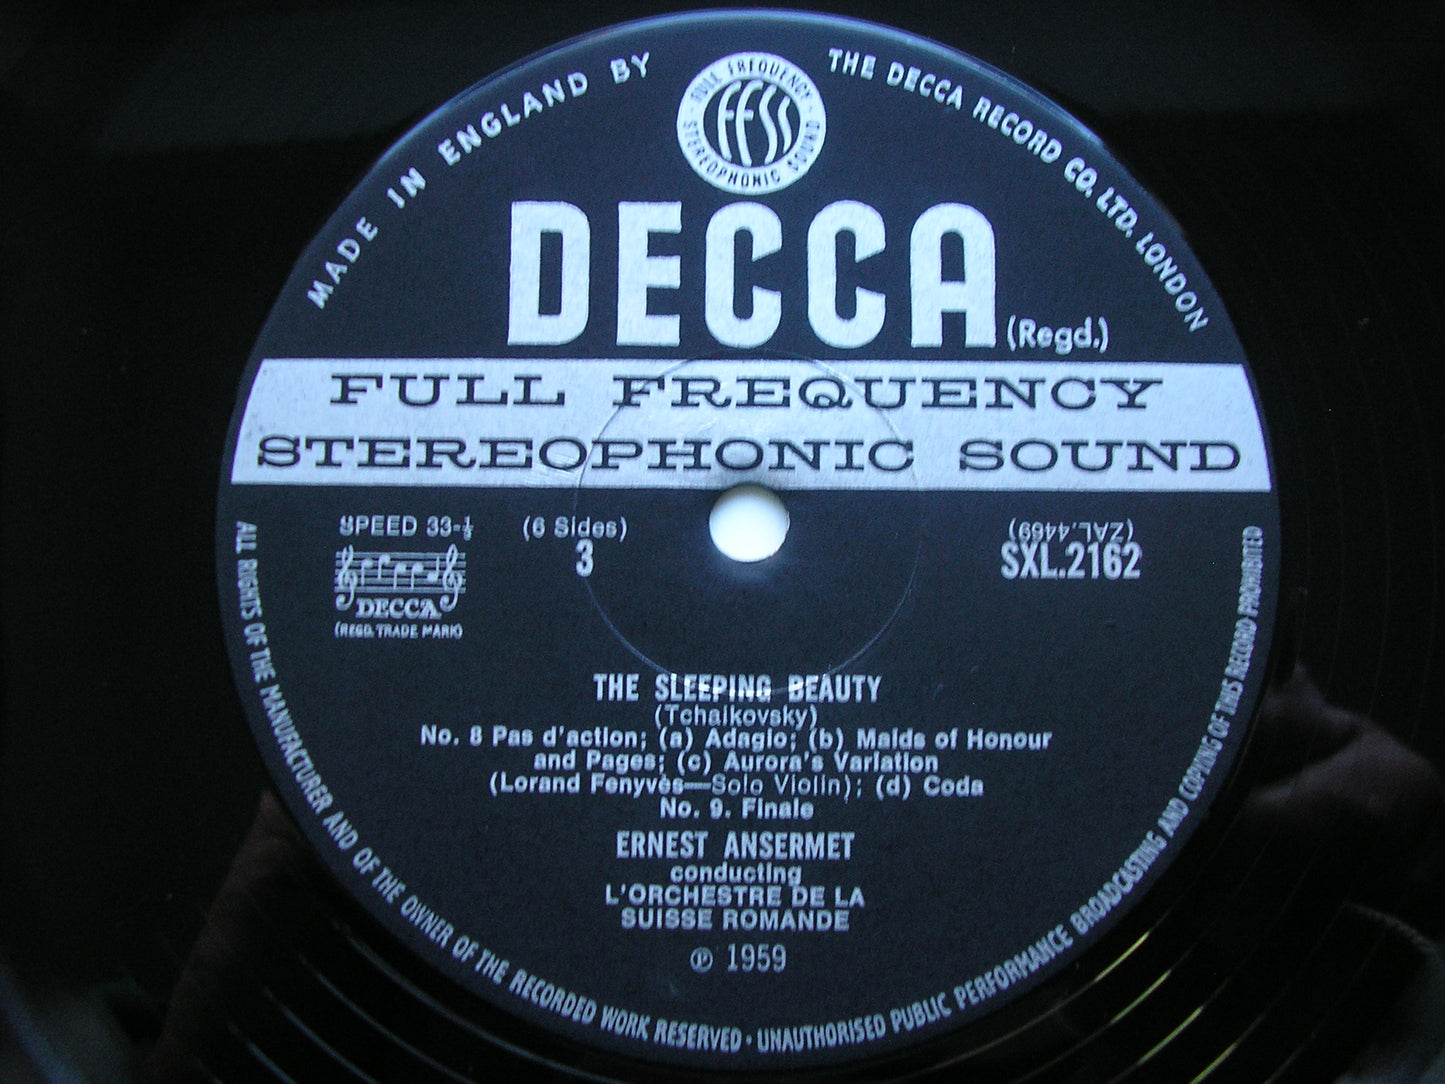 MADE IN ENGLAND BY THE DECCA RECORD CO. LTD. LONDON
FULL FREQUENCY STEREOPHONIC SOUND
FFSS
DECCA (Regd.)
FULL FREQUENCY
STEREOPHONIC SOUND
SPEED 33-⅓ (6 Sides) (ZAL.4469)
3 SXL.2162
DECCA
(REGD. TRADE MARK)
THE SLEEPING BEAUTY
(Tchaikovsky)
No. 8 Pas d'action; (a) Adagio; (b) Maids of Honour
and Pages; (c) Aurora's Variation
(Lorand Fenyvès—Solo Violin); (d) Coda
No. 9. Finale
ERNEST ANSERMET
conducting
L'ORCHESTRE DE LA
SUISSE ROMANDE
℗ 1959
ALL RIGHTS OF THE MANUFACTURER AND OF THE OWNER OF THE RECORDED WORK RESERVED · UNAUTHORISED PUBLIC PERFORMANCE BROADCASTING AND COPYING OF THIS RECORD PROHIBITED